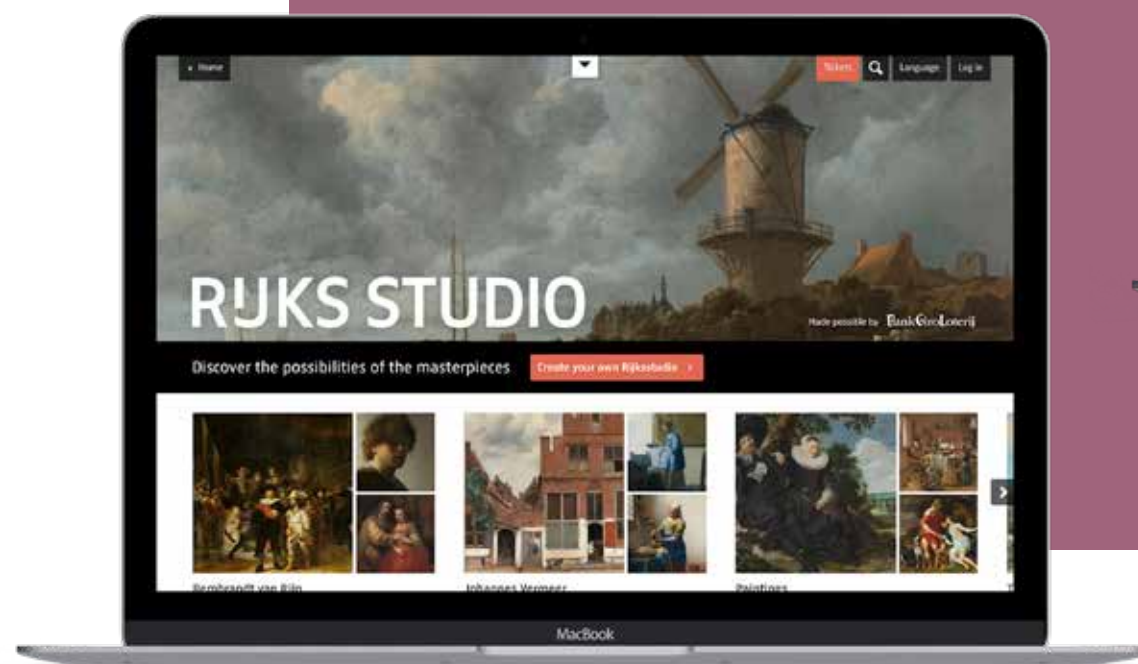 Home
Tickets
Language
Log in
RIJKS STUDIO
Made possible by BankGiroLoterij
Discover the possibilities of the masterpieces
Create your own Rijksstudio
Rembrandt van Rijn
Johannes Vermeer
Paintings
MacBook